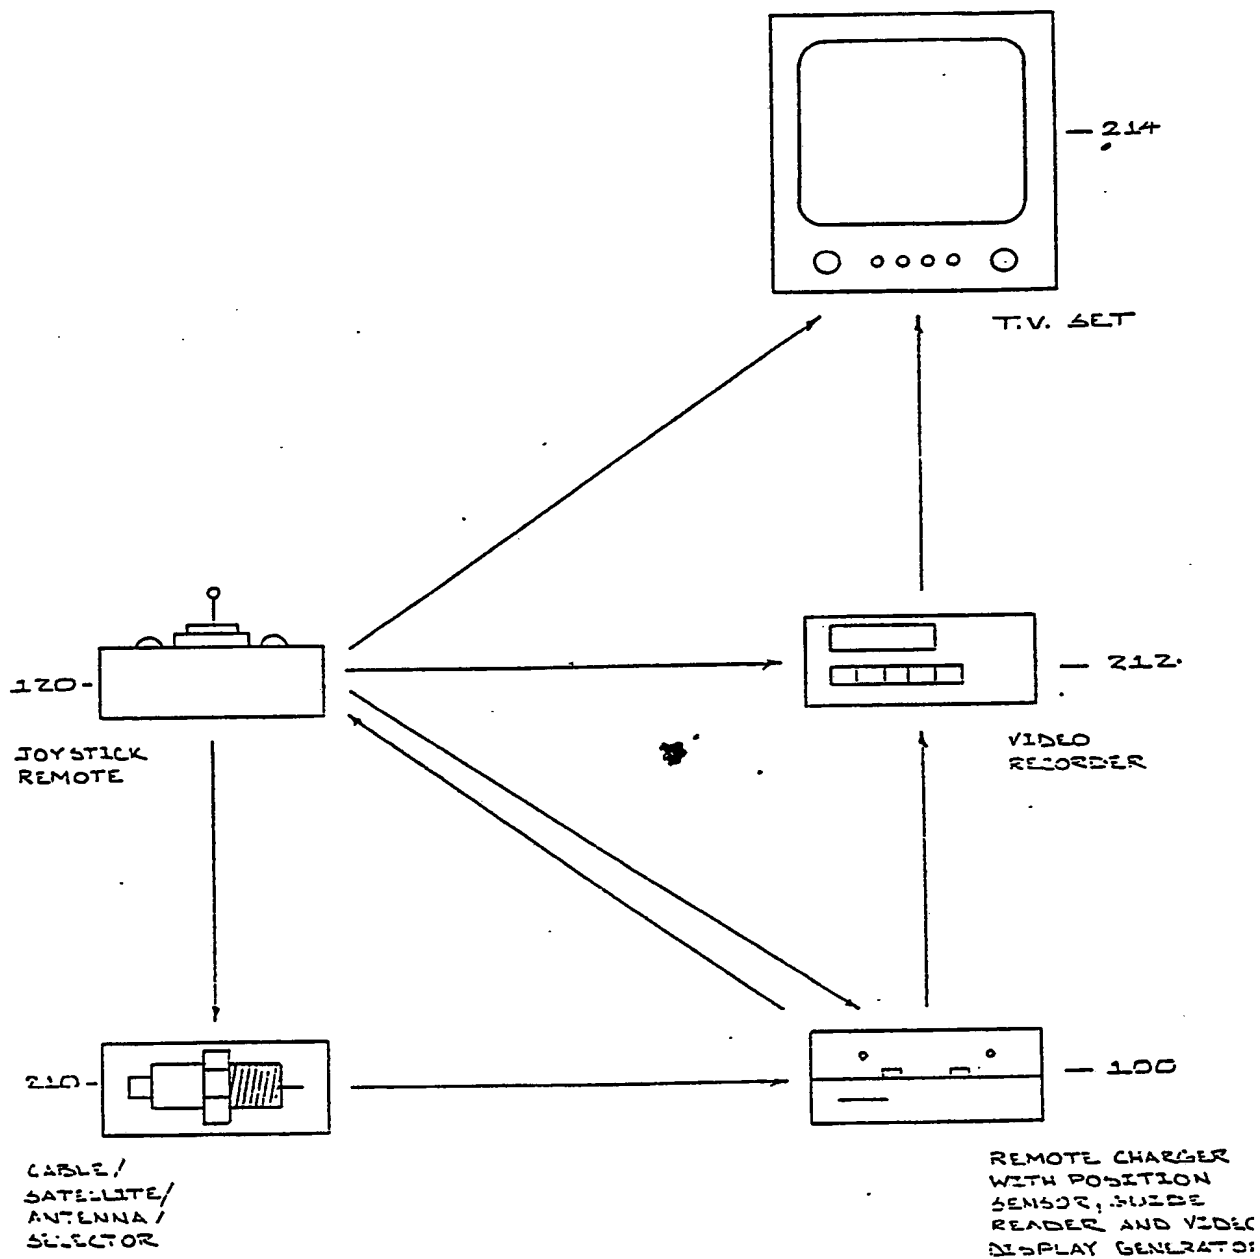 214
T.V. SET
120
212
JOYSTICK
REMOTE
VIDEO
RECORDER
210
100
CABLE/
SATELLITE/
ANTENNA/
SELECTOR
REMOTE CHARGER
WITH POSITION
SENSOR, GUIDE
READER AND VIDEO
DISPLAY GENERATOR